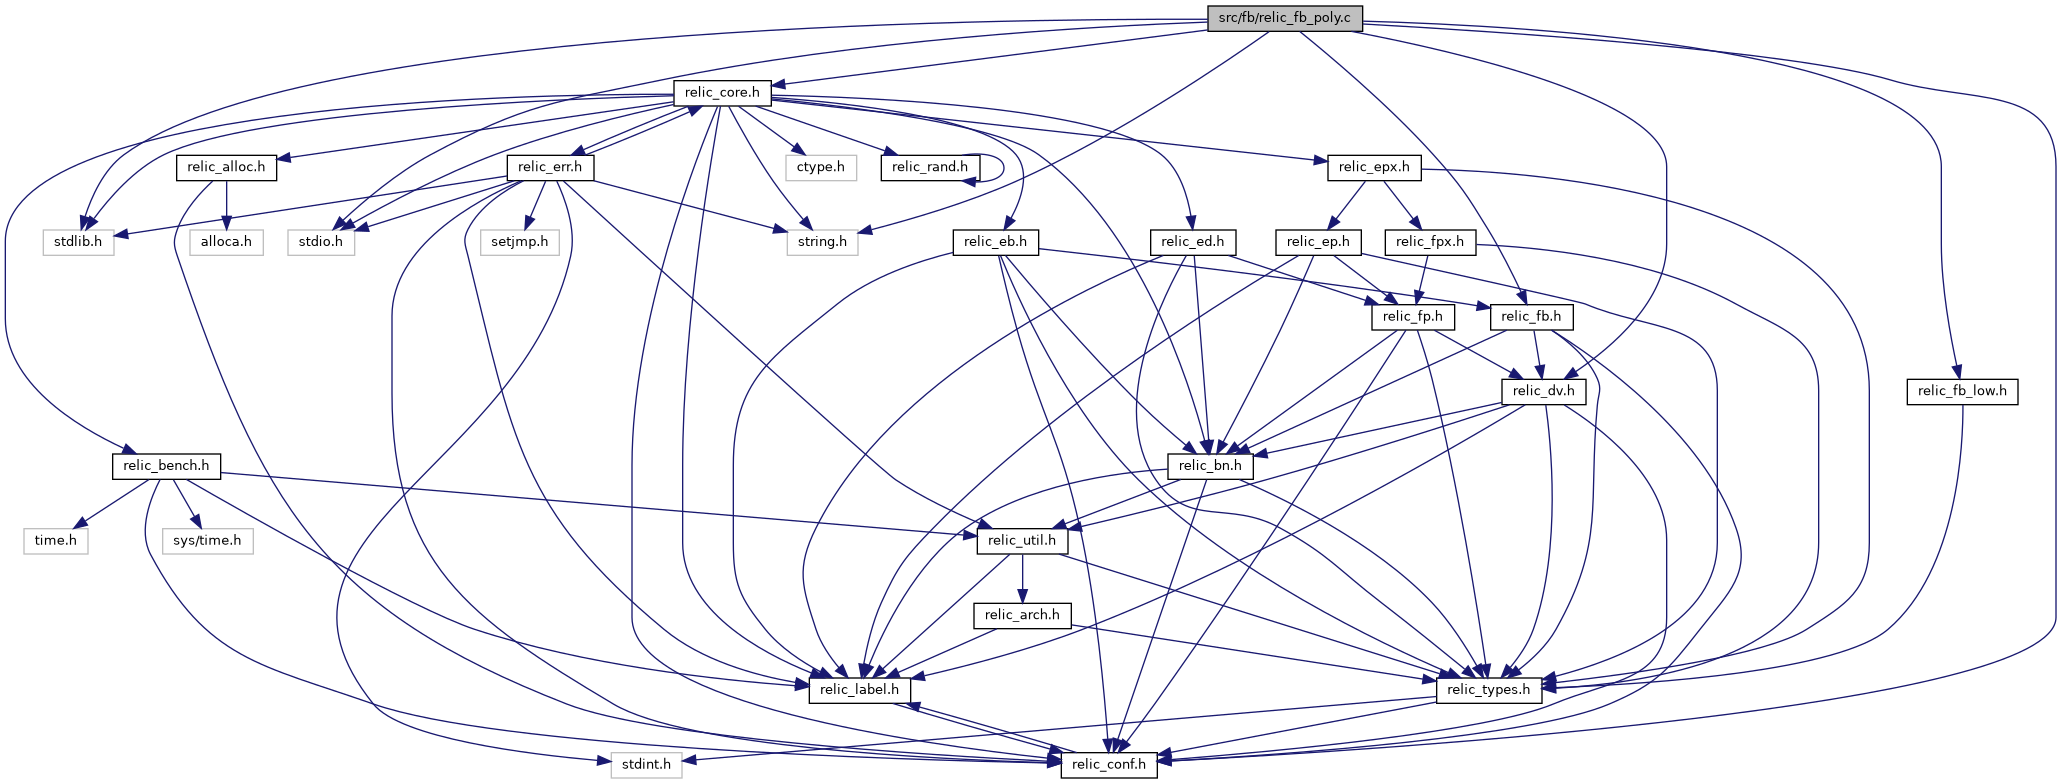 src/fb/relic_fb_poly.c
relic_core.h
relic_alloc.h
relic_err.h
ctype.h
relic_rand.h
relic_epx.h
stdlib.h
alloca.h
stdio.h
setjmp.h
string.h
relic_eb.h
relic_ed.h
relic_ep.h
relic_fpx.h
relic_fp.h
relic_fb.h
relic_dv.h
relic_fb_low.h
relic_bench.h
relic_bn.h
time.h
sys/time.h
relic_util.h
relic_arch.h
relic_label.h
relic_types.h
stdint.h
relic_conf.h